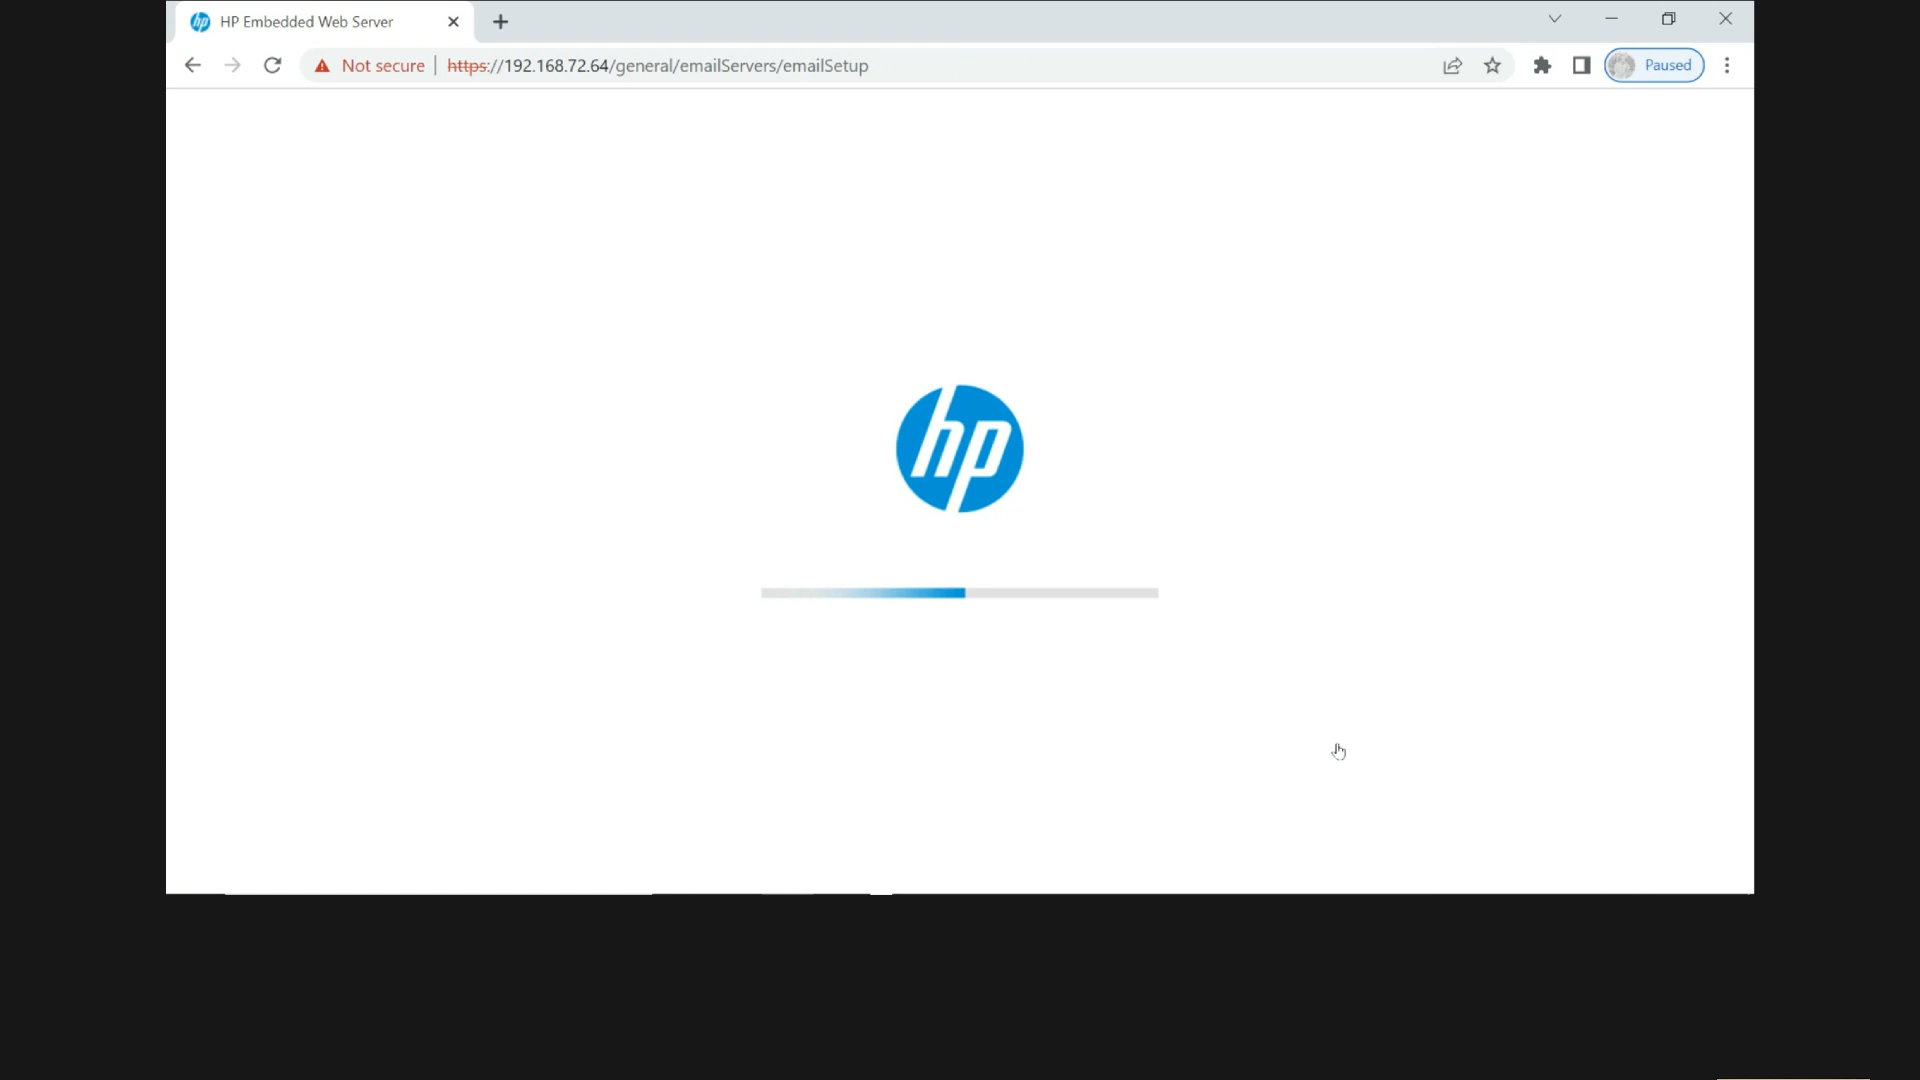 HP Embedded Web Server
Not secure | https://192.168.72.64/general/emailServers/emailSetup
Paused
hp